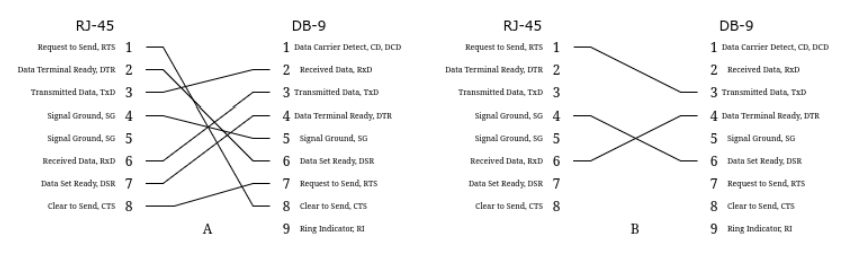 RJ-45 DB-9 RJ-45 DB-9
Request to Send, RTS 1 1 Data Carrier Detect, CD, DCD Request to Send, RTS 1 1 Data Carrier Detect, CD, DCD
Data Terminal Ready, DTR 2 2 Received Data, RxD Data Terminal Ready, DTR 2 2 Received Data, RxD
Transmitted Data, TxD 3 3 Transmitted Data, TxD Transmitted Data, TxD 3 3 Transmitted Data, TxD
Signal Ground, SG 4 4 Data Terminal Ready, DTR Signal Ground, SG 4 4 Data Terminal Ready, DTR
Signal Ground, SG 5 5 Signal Ground, SG Signal Ground, SG 5 5 Signal Ground, SG
Received Data, RxD 6 6 Data Set Ready, DSR Received Data, RxD 6 6 Data Set Ready, DSR
Data Set Ready, DSR 7 7 Request to Send, RTS Data Set Ready, DSR 7 7 Request to Send, RTS
Clear to Send, CTS 8 8 Clear to Send, CTS Clear to Send, CTS 8 8 Clear to Send, CTS
A 9 Ring Indicator, RI B 9 Ring Indicator, RI